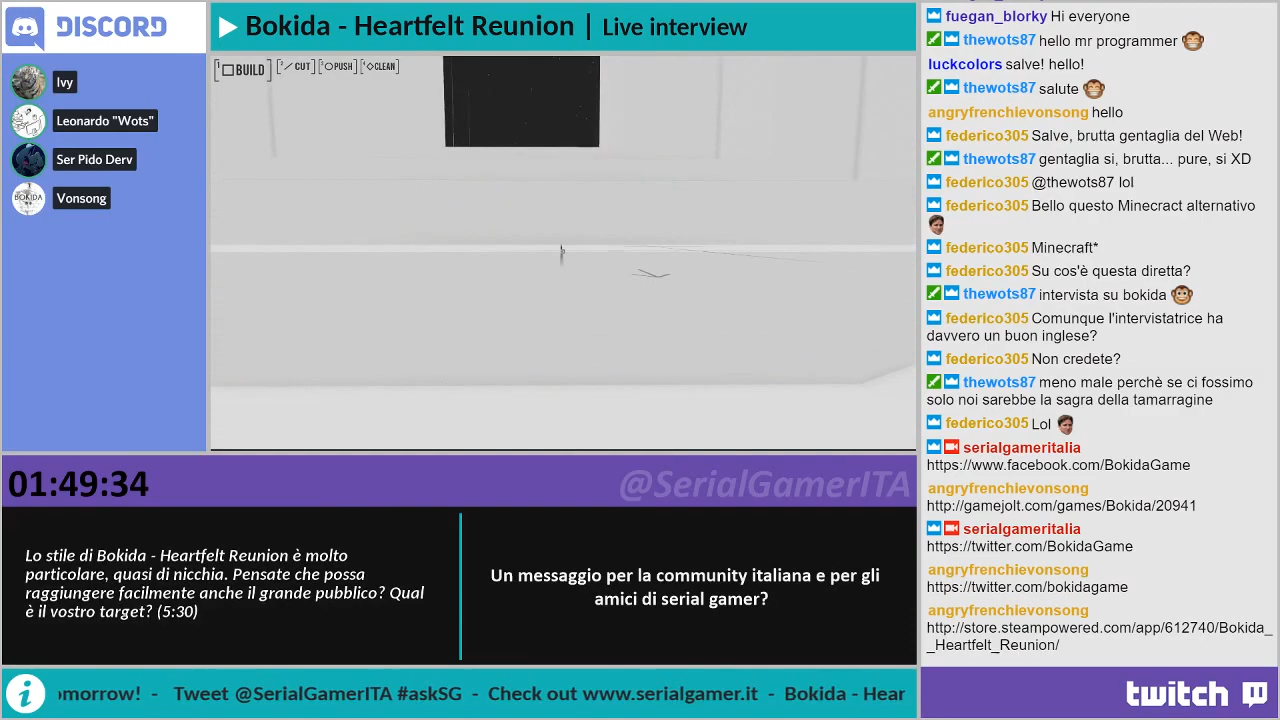 DISCORD
▶ Bokida - Heartfelt Reunion | Live interview
Ivy
Leonardo "Wots"
Ser Pido Derv
Vonsong
1 BUILD 2 CUT 3 PUSH 4 CLEAN
BOKIDA
01:49:34
@SerialGamerITA
Lo stile di Bokida - Heartfelt Reunion è molto
particolare, quasi di nicchia. Pensate che possa
raggiungere facilmente anche il grande pubblico? Qual
è il vostro target? (5:30)
Un messaggio per la community italiana e per gli
amici di serial gamer?
omorrow! - Tweet @SerialGamerITA #askSG - Check out www.serialgamer.it - Bokida - Hear
fuegan_blorky Hi everyone
thewots87 hello mr programmer
luckcolors salve! hello!
thewots87 salute
angryfrenchievonsong hello
federico305 Salve, brutta gentaglia del Web!
thewots87 gentaglia si, brutta... pure, si XD
federico305 @thewots87 lol
federico305 Bello questo Minecract alternativo
federico305 Minecraft*
federico305 Su cos'è questa diretta?
thewots87 intervista su bokida
federico305 Comunque l'intervistatrice ha
davvero un buon inglese?
federico305 Non credete?
thewots87 meno male perchè se ci fossimo
solo noi sarebbe la sagra della tamarragine
federico305 Lol
serialgameritalia
https://www.facebook.com/BokidaGame
angryfrenchievonsong
http://gamejolt.com/games/Bokida/20941
serialgameritalia
https://twitter.com/BokidaGame
angryfrenchievonsong
https://twitter.com/bokidagame
angryfrenchievonsong
http://store.steampowered.com/app/612740/Bokida_
_Heartfelt_Reunion/
twitch